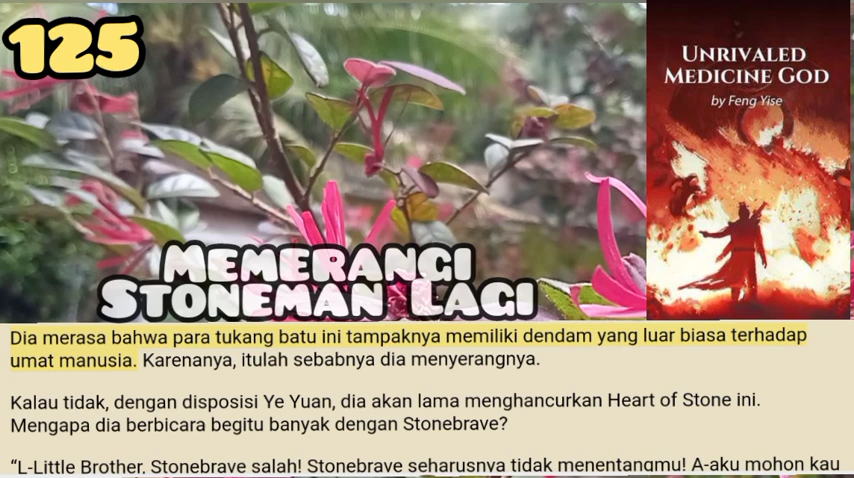 125
UNRIVALED
MEDICINE GOD
by Feng Yise
MEMERANGI
STONEMAN LAGI
Dia merasa bahwa para tukang batu ini tampaknya memiliki dendam yang luar biasa terhadap
umat manusia. Karenanya, itulah sebabnya dia menyerangnya.
Kalau tidak, dengan disposisi Ye Yuan, dia akan lama menghancurkan Heart of Stone ini.
Mengapa dia berbicara begitu banyak dengan Stonebrave?
“L-Little Brother, Stonebrave salah! Stonebrave seharusnya tidak menentangmu! A-aku mohon kau